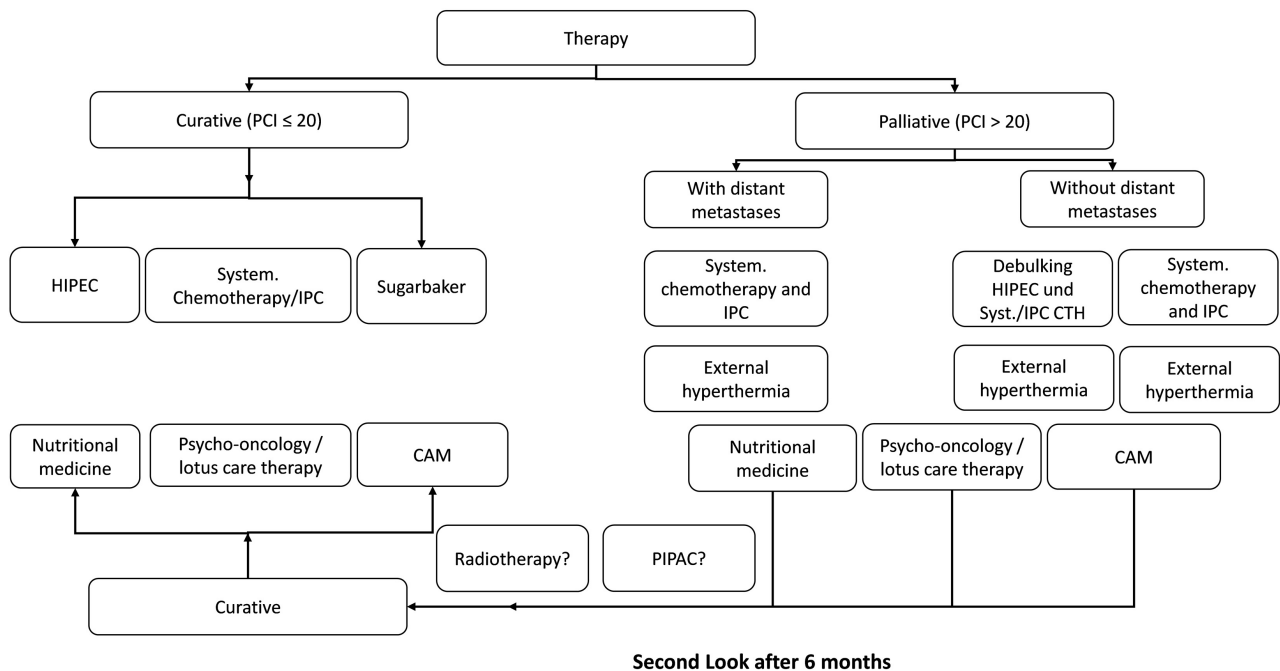 Therapy
Curative (PCI ≤ 20)
Palliative (PCI > 20)
With distant
metastases
Without distant
metastases
HIPEC
System.
Chemotherapy/IPC
Sugarbaker
System.
chemotherapy and
IPC
Debulking
HIPEC und
Syst./IPC CTH
System.
chemotherapy
and IPC
External
hyperthermia
External
hyperthermia
External
hyperthermia
Nutritional
medicine
Psycho-oncology /
lotus care therapy
CAM
Nutritional
medicine
Psycho-oncology /
lotus care therapy
CAM
Radiotherapy?
PIPAC?
Curative
Second Look after 6 months